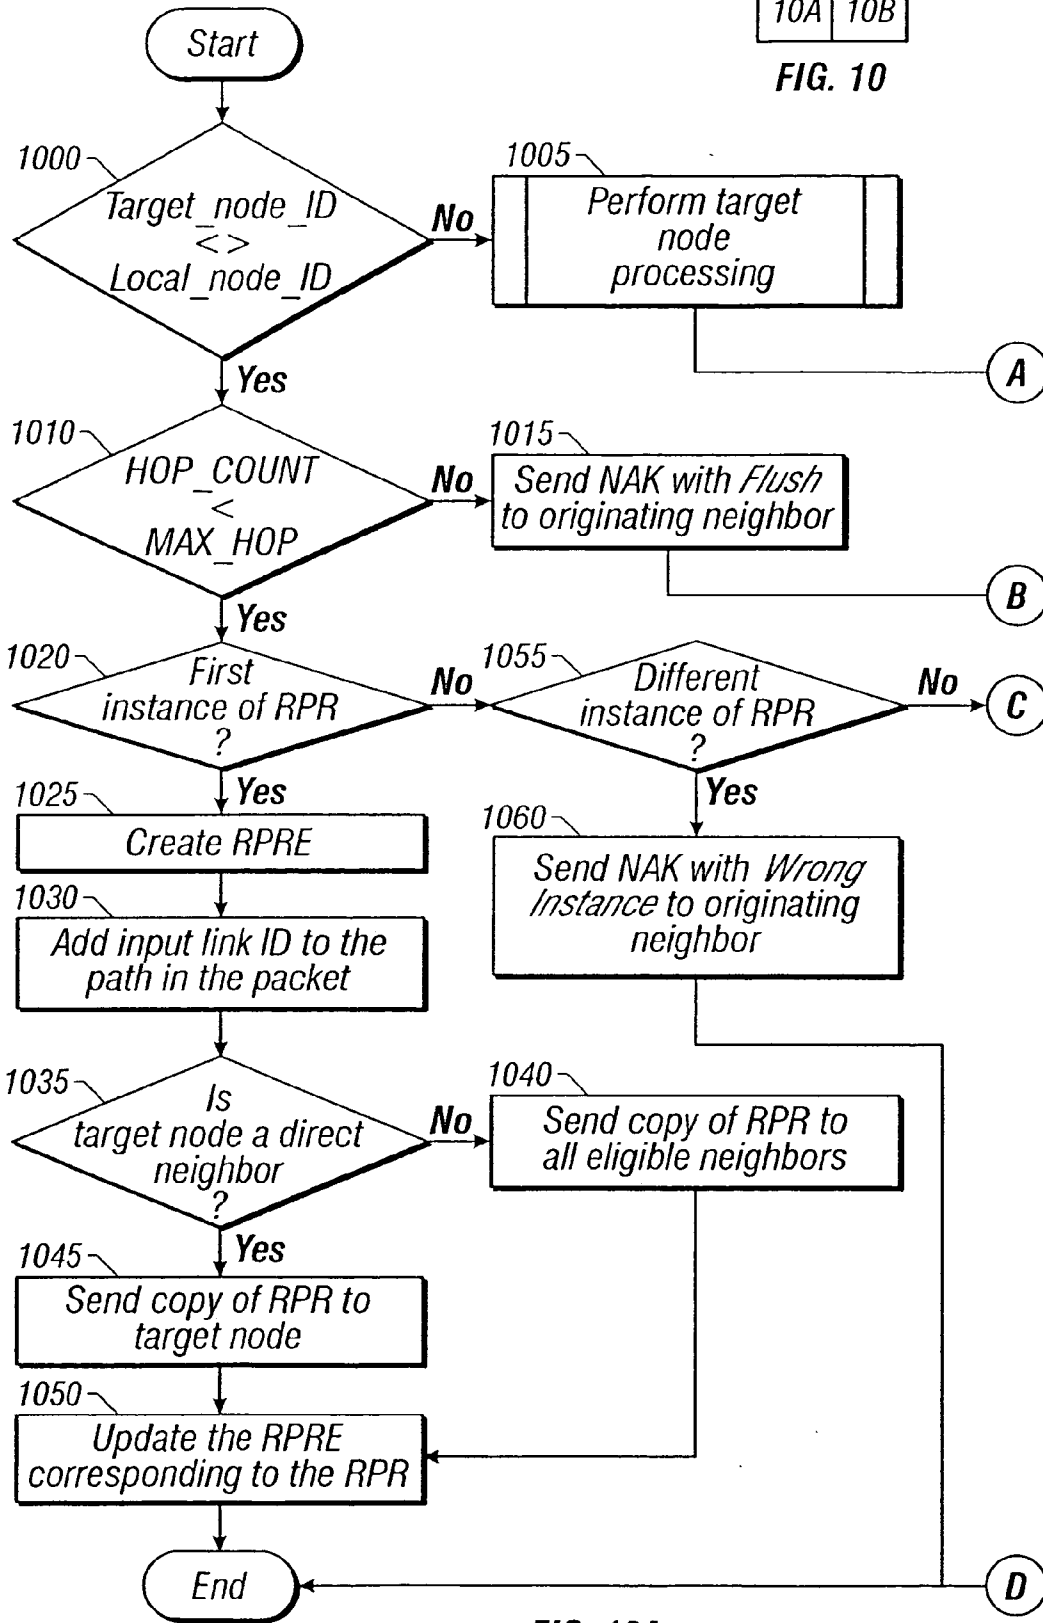 Start
10A 10B
FIG. 10
1000
Target_node_ID
<>
Local_node_ID
No
1005
Perform target
node
processing
A
Yes
1010
HOP_COUNT
<
MAX_HOP
No
1015
Send NAK with Flush
to originating neighbor
B
Yes
1020
First
instance of RPR
?
No
1055
Different
instance of RPR
?
No
C
Yes
1025
Create RPRE
Yes
1060
Send NAK with Wrong
Instance to originating
neighbor
1030
Add input link ID to the
path in the packet
1035
Is
target node a direct
neighbor
?
No
1040
Send copy of RPR to
all eligible neighbors
Yes
1045
Send copy of RPR to
target node
1050
Update the RPRE
corresponding to the RPR
End
D